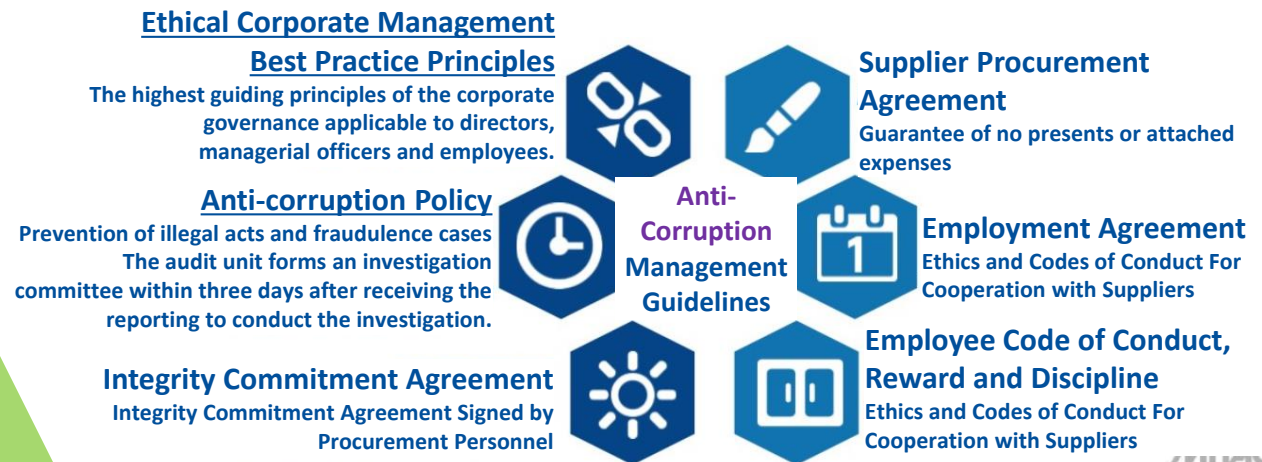 Ethical Corporate Management
Best Practice Principles
The highest guiding principles of the corporate
governance applicable to directors,
managerial officers and employees.
Anti-corruption Policy
Prevention of illegal acts and fraudulence cases
The audit unit forms an investigation
committee within three days after receiving the
reporting to conduct the investigation.
Integrity Commitment Agreement
Integrity Commitment Agreement Signed by
Procurement Personnel
Anti-
Corruption
Management
Guidelines
Supplier Procurement
Agreement
Guarantee of no presents or attached
expenses
1
Employment Agreement
Ethics and Codes of Conduct For
Cooperation with Suppliers
Employee Code of Conduct,
Reward and Discipline
Ethics and Codes of Conduct For
Cooperation with Suppliers